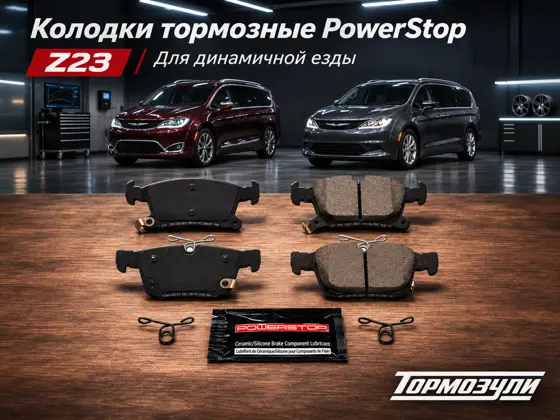 Колодки тормозные PowerStop
Z23
Для динамичной езды
POWERSTOP
Ceramic/Silicone Brake Component Lubricant
Lubrifiant de Céramique/Silicone pour Composants de Frein
ТОРМОЗУЛИ